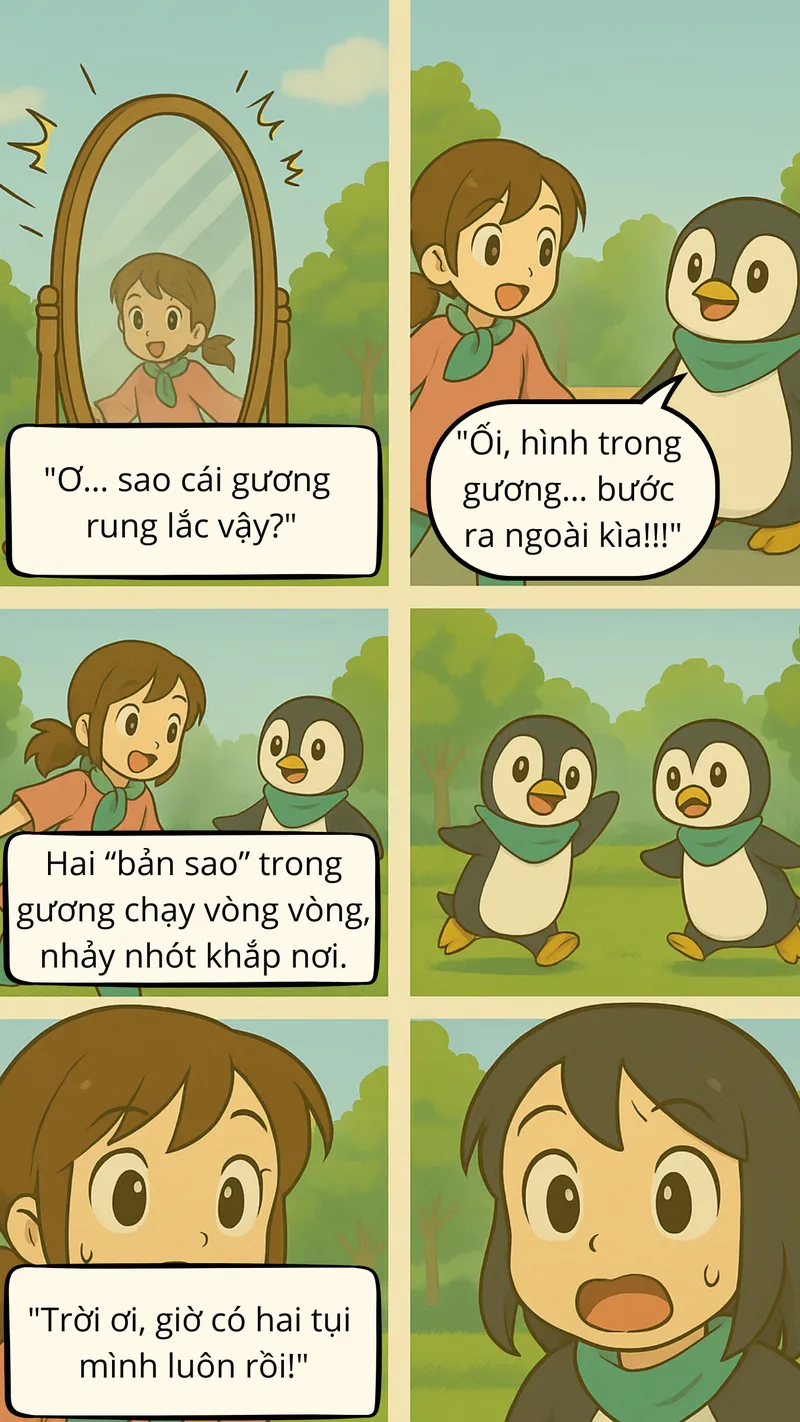 "Ơ... sao cái gương
rung lắc vậy?"
"Ối, hình trong
gương... bước
ra ngoài kìa!!!"
Hai “bản sao” trong
gương chạy vòng vòng,
nhảy nhót khắp nơi.
"Trời ơi, giờ có hai tụi
mình luôn rồi!"